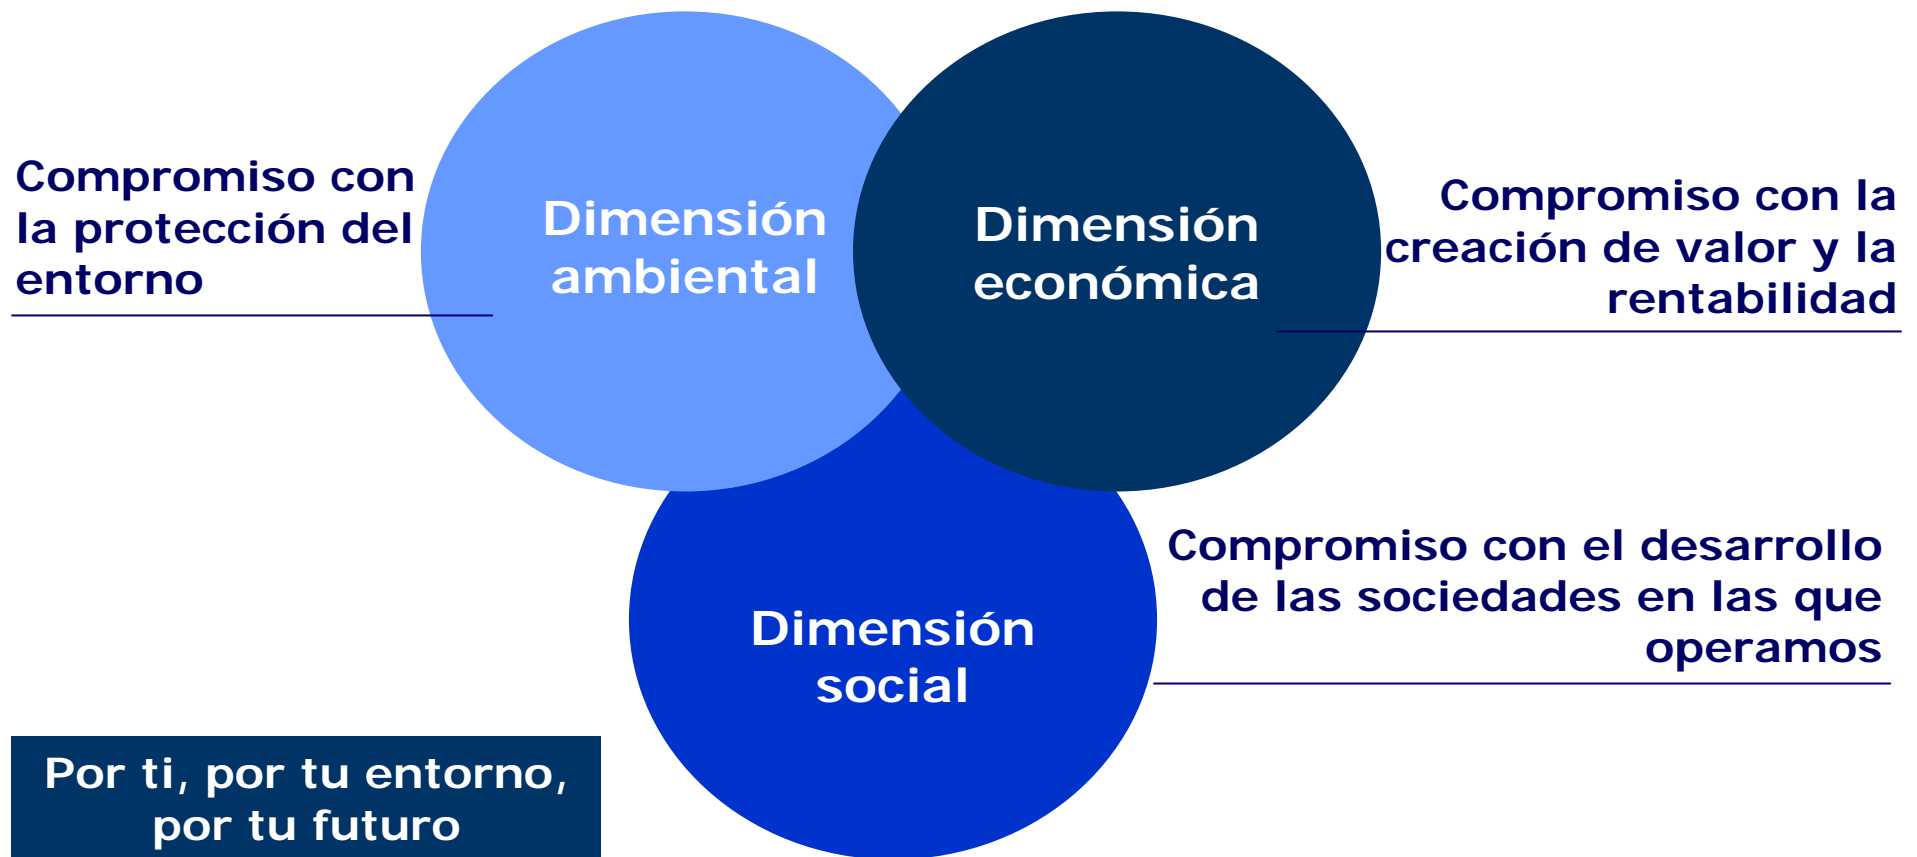 Compromiso con
la protección del
entorno
Dimensión
ambiental
Dimensión
económica
Compromiso con la
creación de valor y la
rentabilidad
Dimensión
social
Compromiso con el desarrollo
de las sociedades en las que
operamos
Por ti, por tu entorno,
por tu futuro